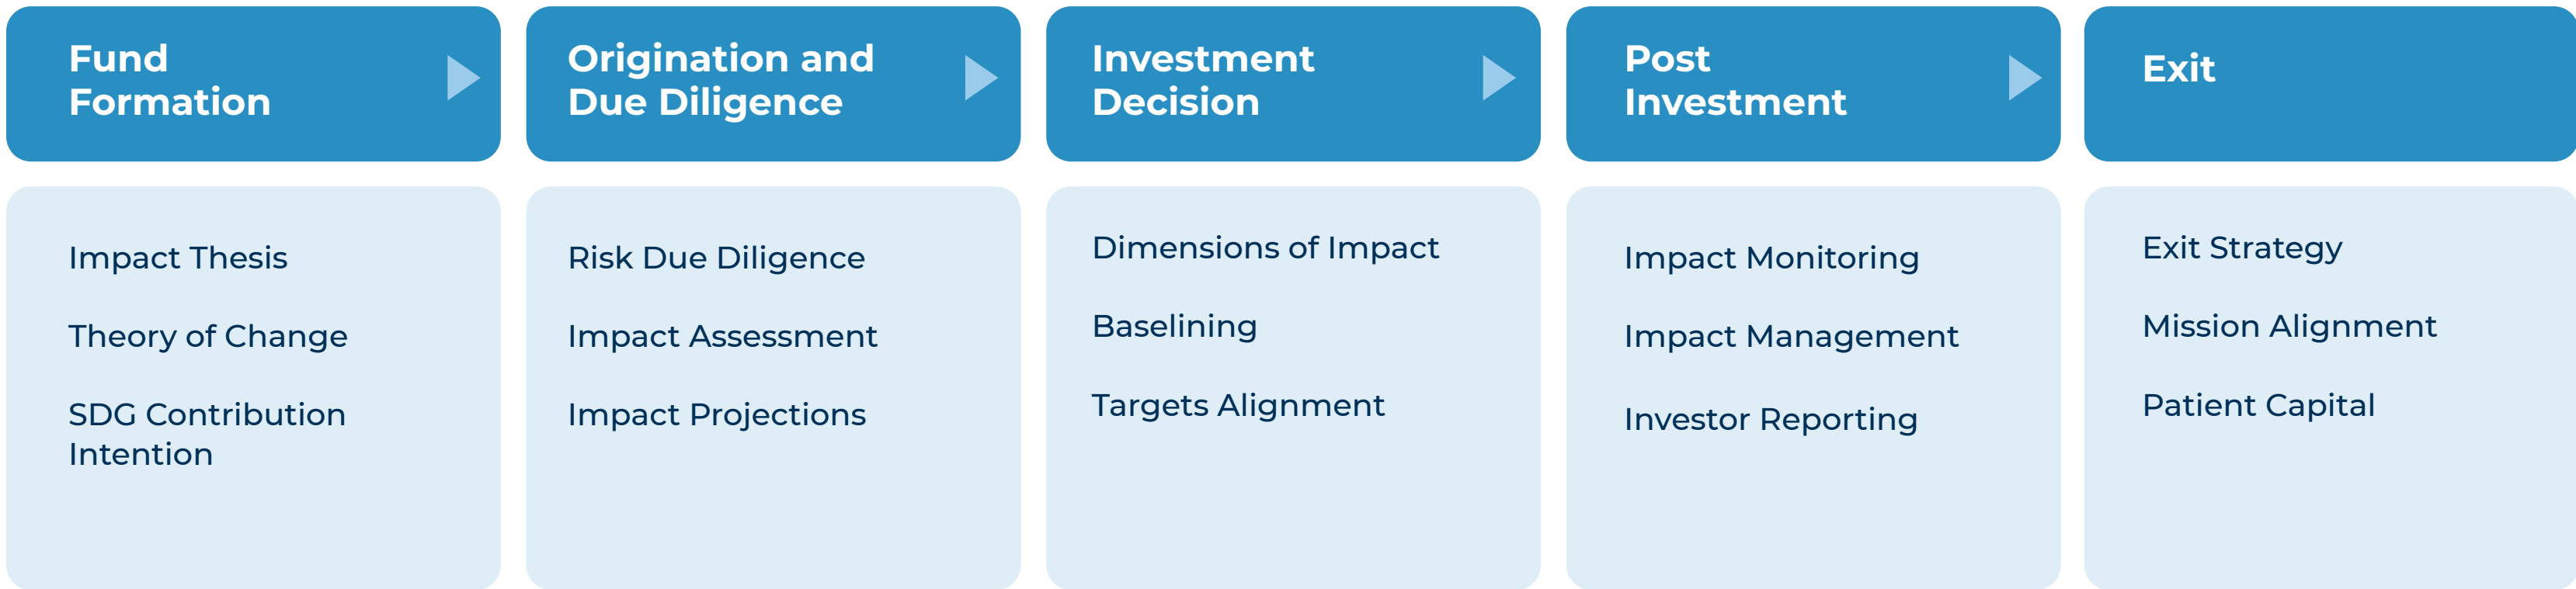 Fund
Formation
Origination and
Due Diligence
Investment
Decision
Post
Investment
Exit
Impact Thesis
Theory of Change
SDG Contribution
Intention
Risk Due Diligence
Impact Assessment
Impact Projections
Dimensions of Impact
Baselining
Targets Alignment
Impact Monitoring
Impact Management
Investor Reporting
Exit Strategy
Mission Alignment
Patient Capital